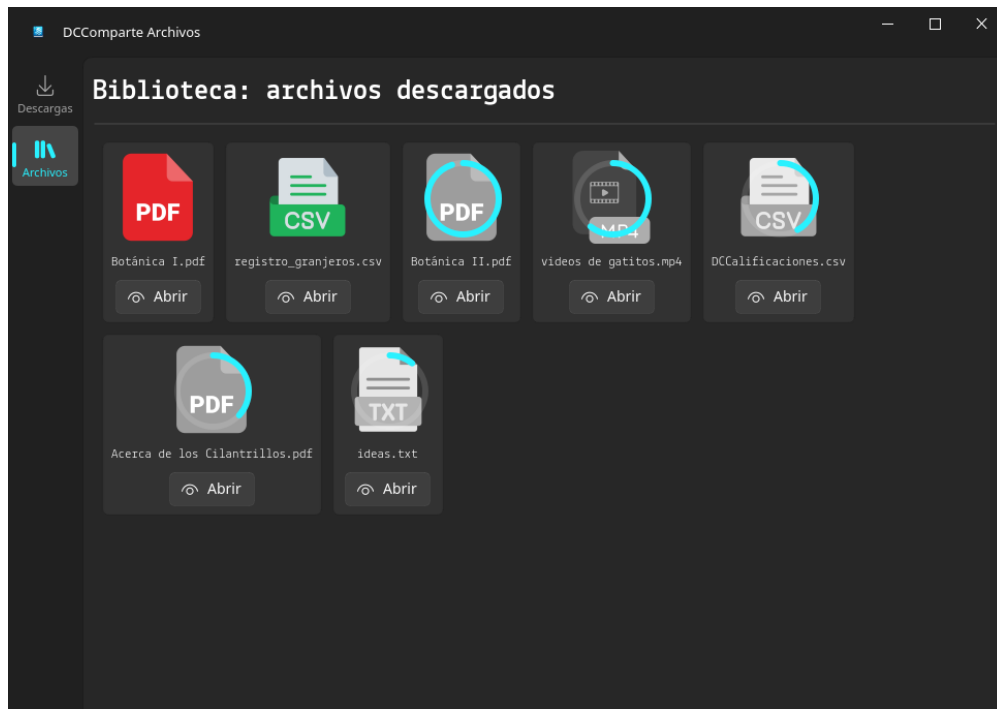 DCComparte Archivos
Descargas
Archivos
Biblioteca: archivos descargados
PDF
Botánica I.pdf
Abrir
CSV
registro_granjeros.csv
Abrir
PDF
Botánica II.pdf
Abrir
MP4
videos de gatitos.mp4
Abrir
CSV
DCCalificaciones.csv
Abrir
PDF
Acerca de los Cilantrillos.pdf
Abrir
TXT
ideas.txt
Abrir